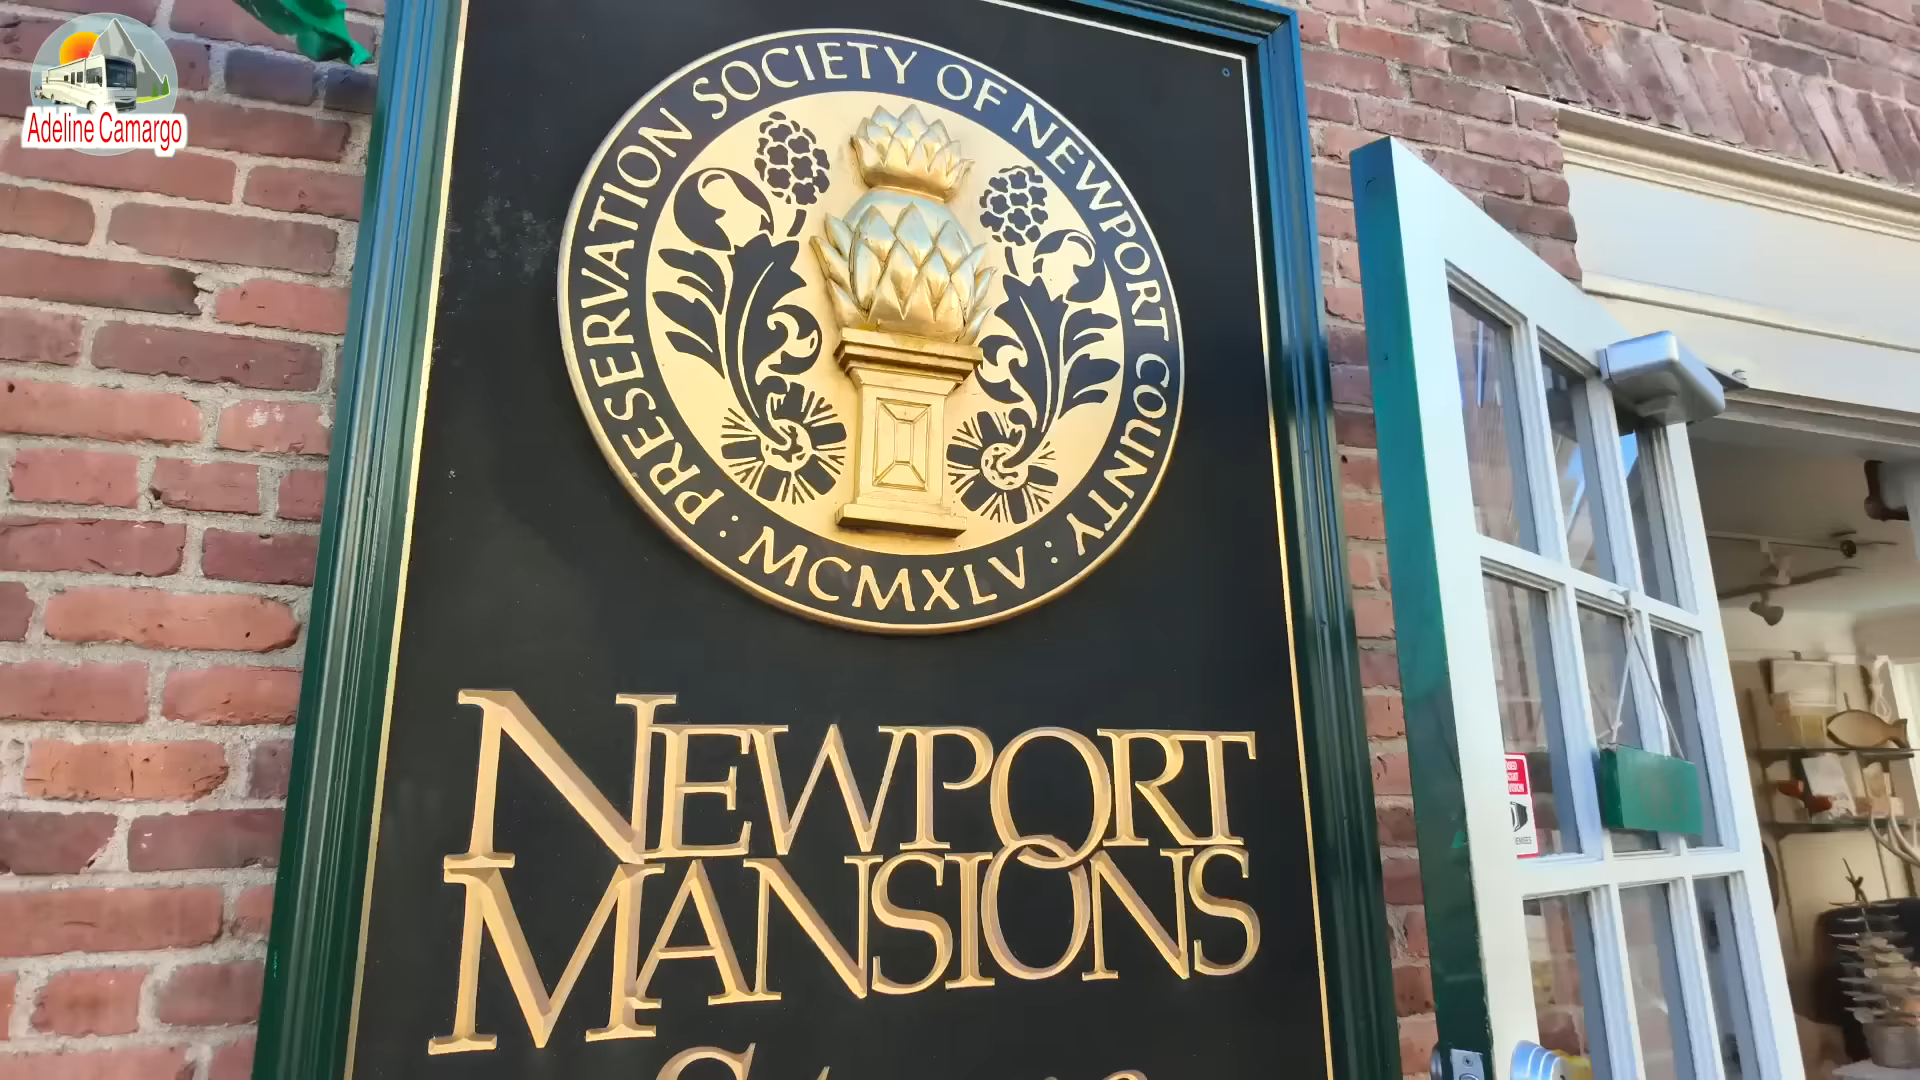 Adeline Camargo
PRESERVATION SOCIETY OF NEWPORT COUNTY
: MCMXLV :
NEWPORT
MANSIONS